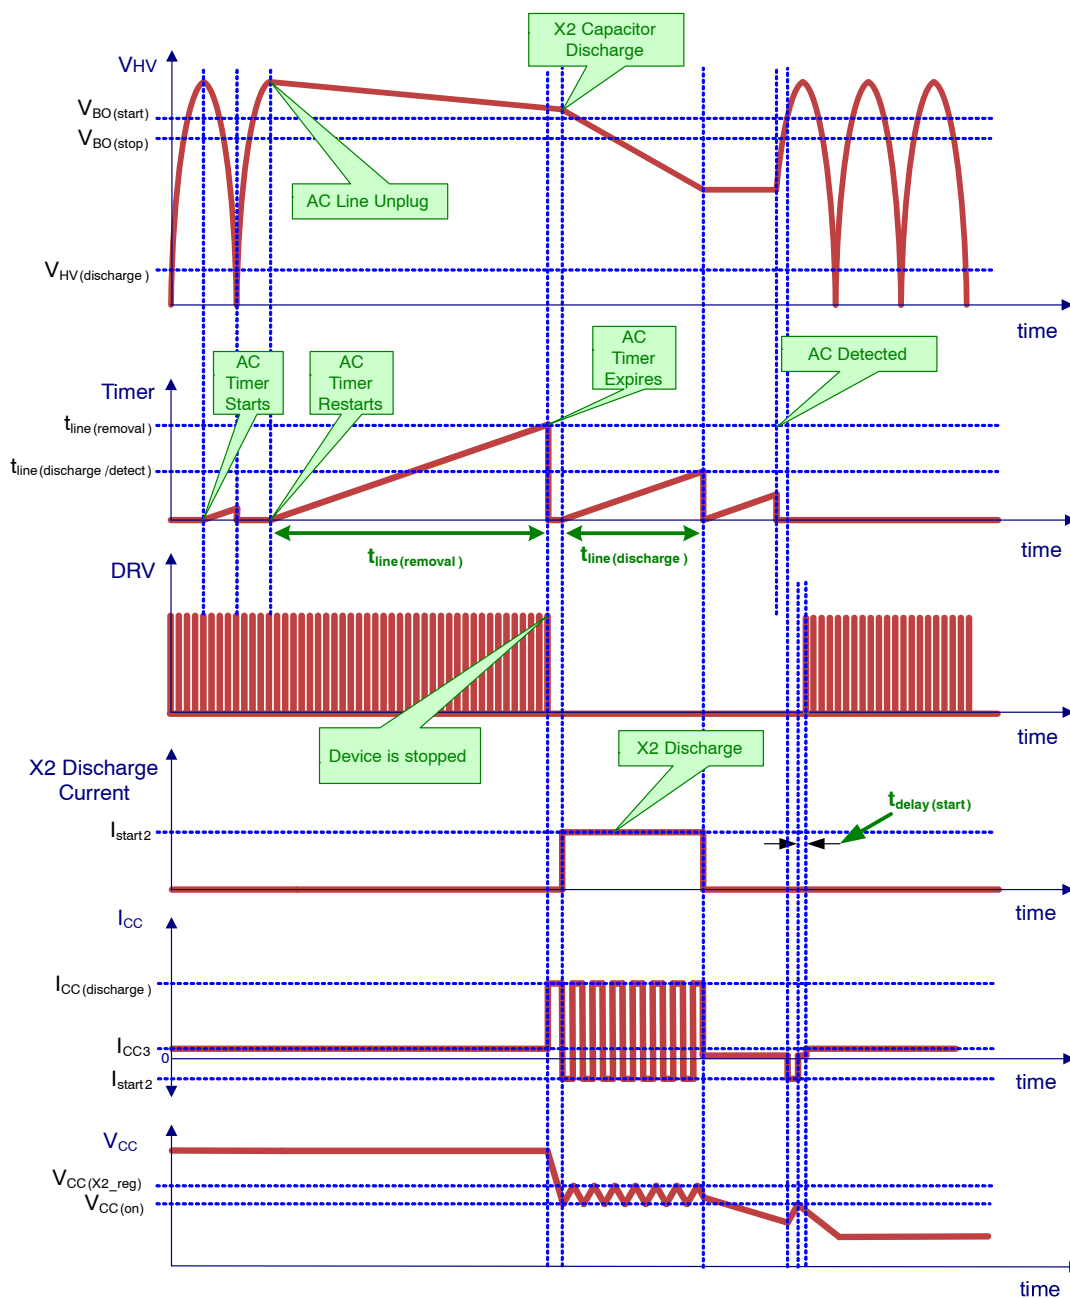 X2 Capacitor
Discharge
VHV
VBO(start)
VBO(stop)
AC Line Unplug
VHV(discharge)
time
AC
Timer
Starts
AC
Timer
Restarts
AC
Timer
Expires
AC Detected
Timer
tline(removal)
tline(discharge/detect)
tline(removal)
tline(discharge)
time
DRV
Device is stopped
time
X2 Discharge
X2 Discharge
Current
tdelay(start)
Istart2
time
ICC
ICC(discharge)
ICC3
0
Istart2
time
VCC
VCC(X2_reg)
VCC(on)
time